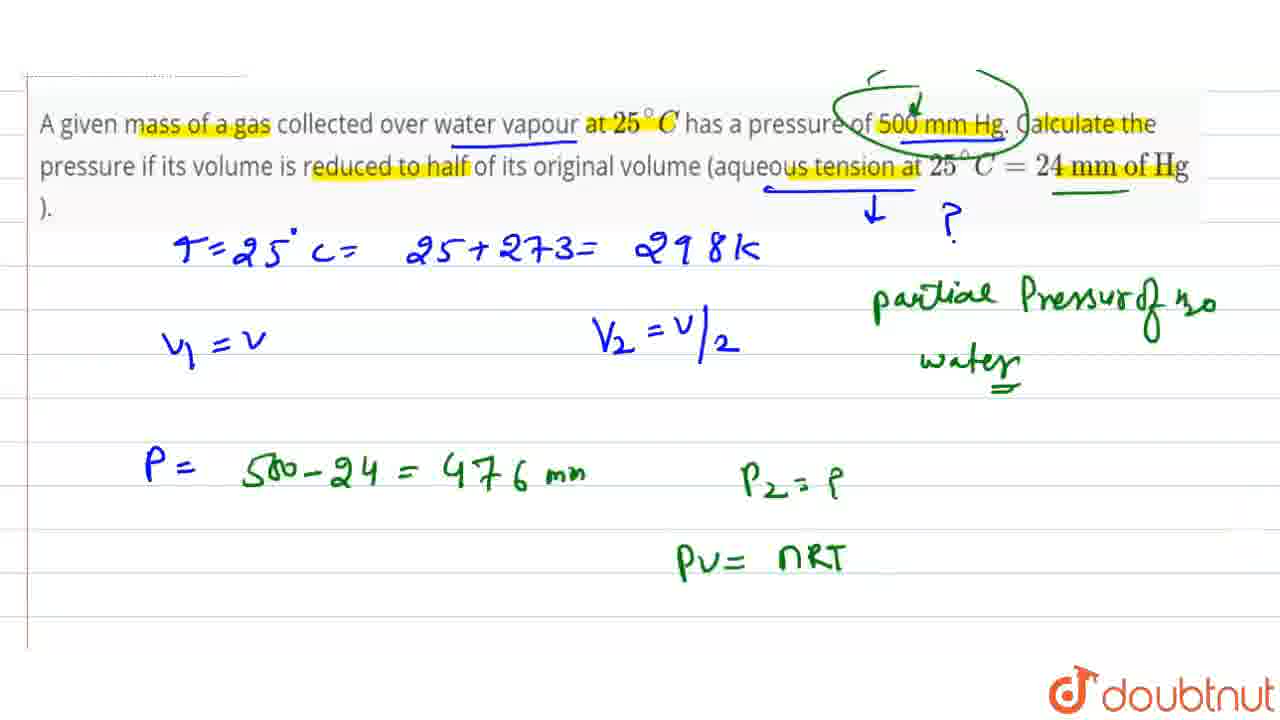 A given mass of a gas collected over water vapour at 25°C has a pressure of 500 mm Hg. Calculate the
pressure if its volume is reduced to half of its original volume (aqueous tension at 25°C = 24 mm of Hg
).
?
T = 25°C = 25 + 273 = 298 K
partial Pressur of H2O
V1 = V V2 = V/2
water
P = 500 - 24 = 476 mm P2 = P
PV = nRT
doubtnut